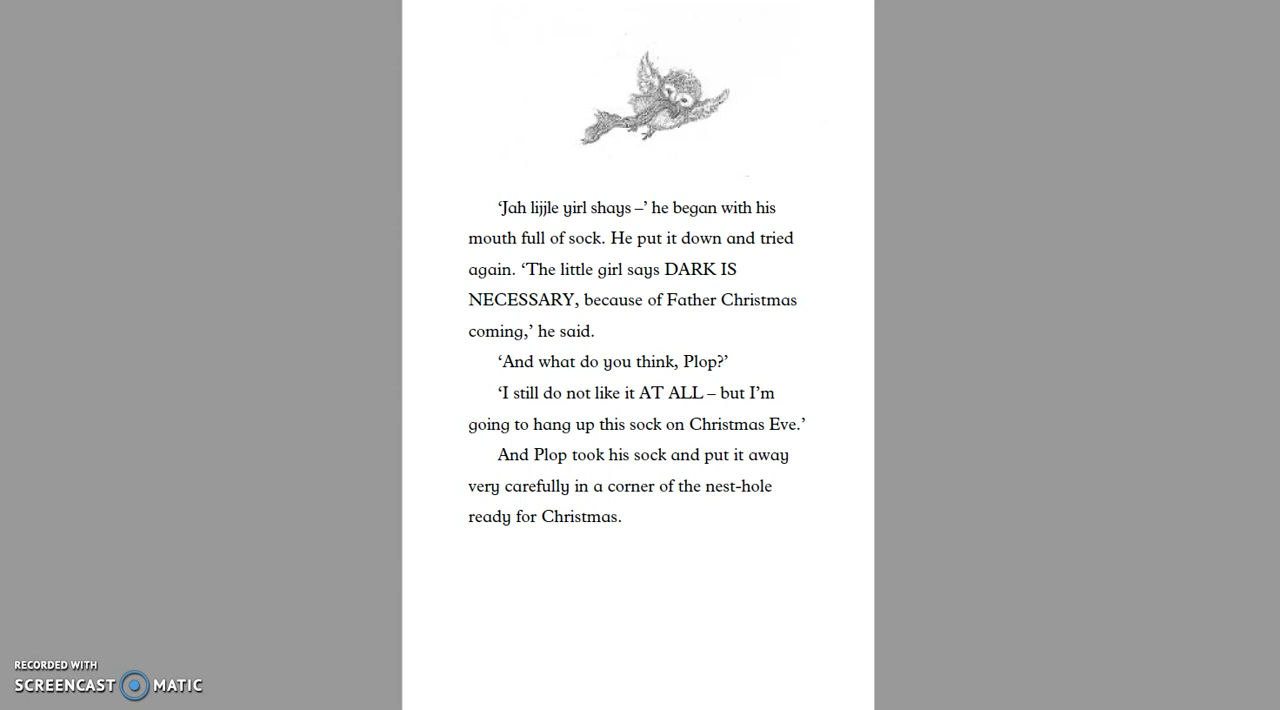 ‘Jah lijjle yirl shays –’ he began with his
mouth full of sock. He put it down and tried
again. ‘The little girl says DARK IS
NECESSARY, because of Father Christmas
coming,’ he said.
‘And what do you think, Plop?’
‘I still do not like it AT ALL – but I’m
going to hang up this sock on Christmas Eve.’
And Plop took his sock and put it away
very carefully in a corner of the nest-hole
ready for Christmas.
RECORDED WITH
SCREENCAST MATIC